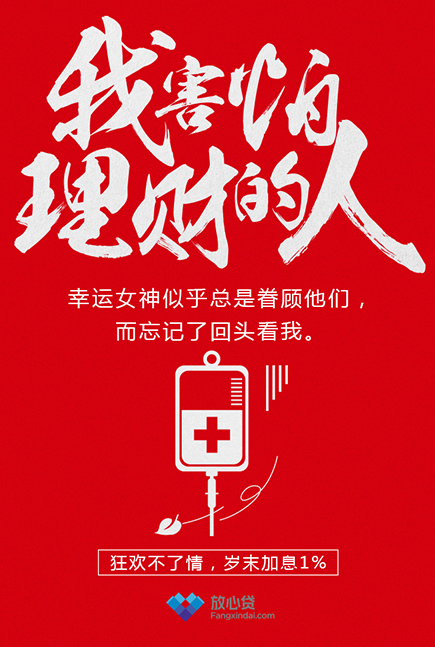 我害怕
理财的人
幸运女神似乎总是眷顾他们，
而忘记了回头看我。
狂欢不了情，岁末加息1%
放心贷
Fangxindai.com